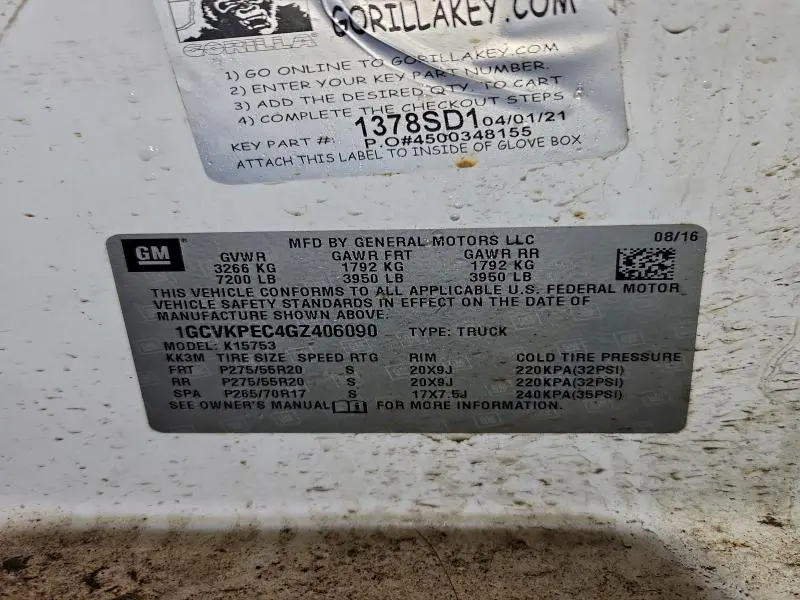 GORILLAKEY.COM
GORILLA
1) GO ONLINE TO GORILLAKEY.COM
2) ENTER YOUR KEY PART NUMBER.
3) ADD THE DESIRED QTY. TO CART
4) COMPLETE THE CHECKOUT STEPS
KEY PART #: 1378SD1 04/01/21
P.O#4500348155
ATTACH THIS LABEL TO INSIDE OF GLOVE BOX
GM
MFD BY GENERAL MOTORS LLC 08/16
GVWR GAWR FRT GAWR RR
3266 KG 1792 KG 1792 KG
7200 LB 3950 LB 3950 LB
THIS VEHICLE CONFORMS TO ALL APPLICABLE U.S. FEDERAL MOTOR
VEHICLE SAFETY STANDARDS IN EFFECT ON THE DATE OF
MANUFACTURE SHOWN ABOVE.
1GCVKPEC4GZ406090 TYPE: TRUCK
MODEL: K15753
KK3M TIRE SIZE SPEED RTG RIM COLD TIRE PRESSURE
FRT P275/55R20 S 20X9J 220KPA(32PSI)
RR P275/55R20 S 20X9J 220KPA(32PSI)
SPA P265/70R17 S 17X7.5J 240KPA(35PSI)
SEE OWNER'S MANUAL FOR MORE INFORMATION.